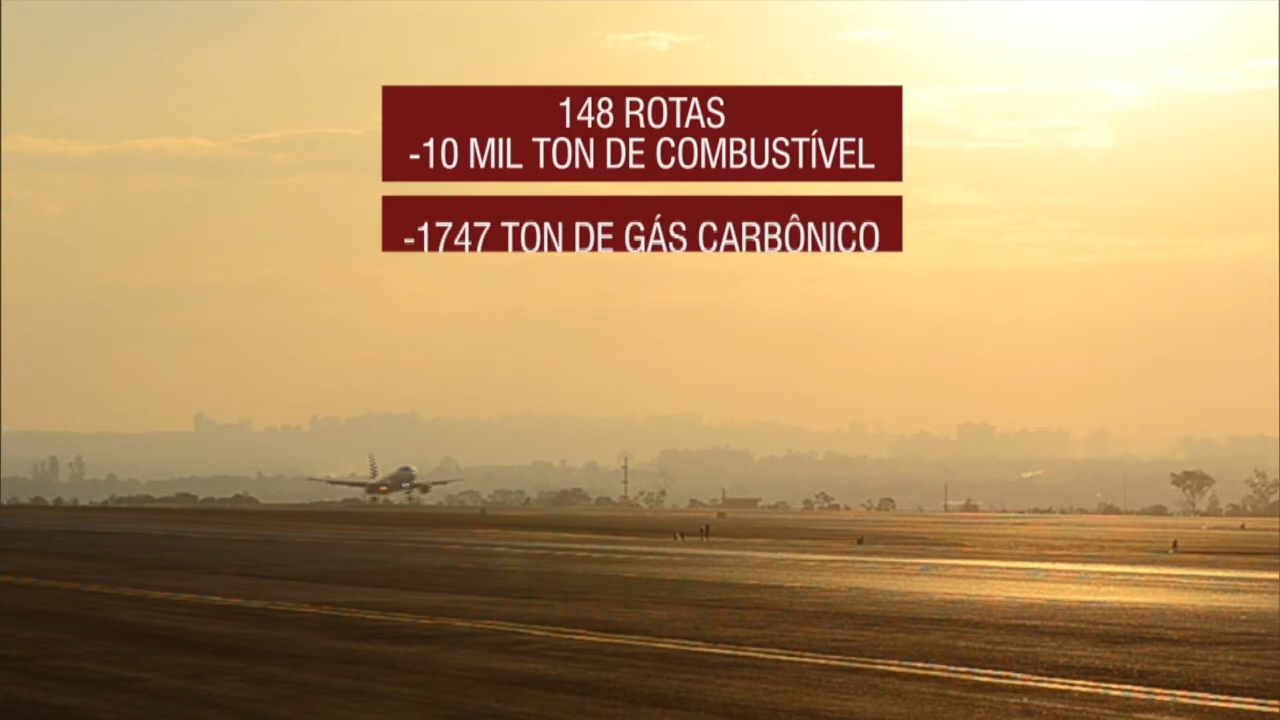 148 ROTAS
-10 MIL TON DE COMBUSTÍVEL
-1747 TON DE GÁS CARBÔNICO